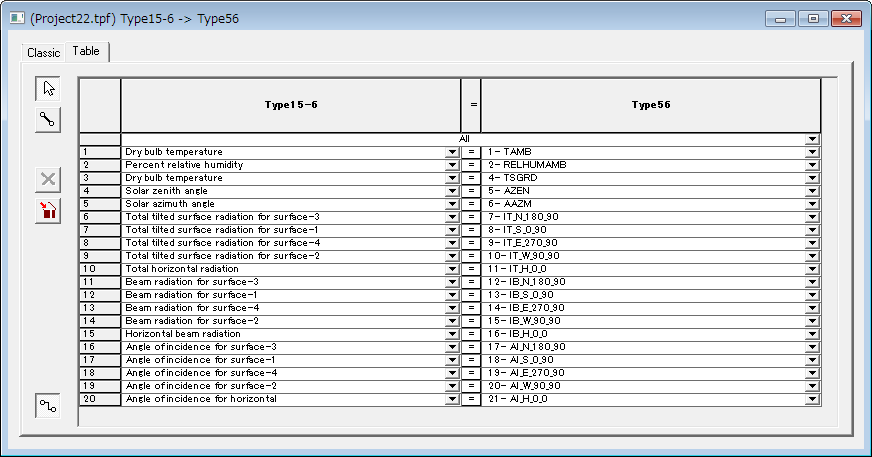 (Project22.tpf) Type15-6 -> Type56
Classic Table
Type15-6 = Type56
All
1 Dry bulb temperature = 1- TAMB
2 Percent relative humidity = 2- RELHUMAMB
3 Dry bulb temperature = 4- TSGRD
4 Solar zenith angle = 5- AZEN
5 Solar azimuth angle = 6- AAZM
6 Total tilted surface radiation for surface-3 = 7- IT_N_180_90
7 Total tilted surface radiation for surface-1 = 8- IT_S_0_90
8 Total tilted surface radiation for surface-4 = 9- IT_E_270_90
9 Total tilted surface radiation for surface-2 = 10- IT_W_90_90
10 Total horizontal radiation = 11- IT_H_0_0
11 Beam radiation for surface-3 = 12- IB_N_180_90
12 Beam radiation for surface-1 = 13- IB_S_0_90
13 Beam radiation for surface-4 = 14- IB_E_270_90
14 Beam radiation for surface-2 = 15- IB_W_90_90
15 Horizontal beam radiation = 16- IB_H_0_0
16 Angle of incidence for surface-3 = 17- AI_N_180_90
17 Angle of incidence for surface-1 = 18- AI_S_0_90
18 Angle of incidence for surface-4 = 19- AI_E_270_90
19 Angle of incidence for surface-2 = 20- AI_W_90_90
20 Angle of incidence for horizontal = 21- AI_H_0_0